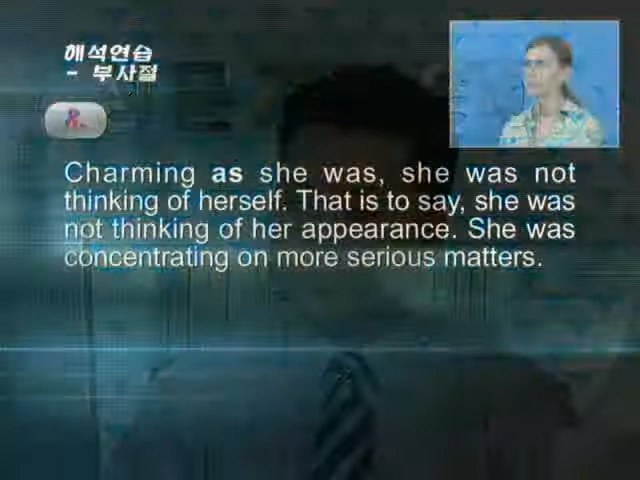 해석연습
- 부사절
Charming as she was, she was not
thinking of herself. That is to say, she was
not thinking of her appearance. She was
concentrating on more serious matters.